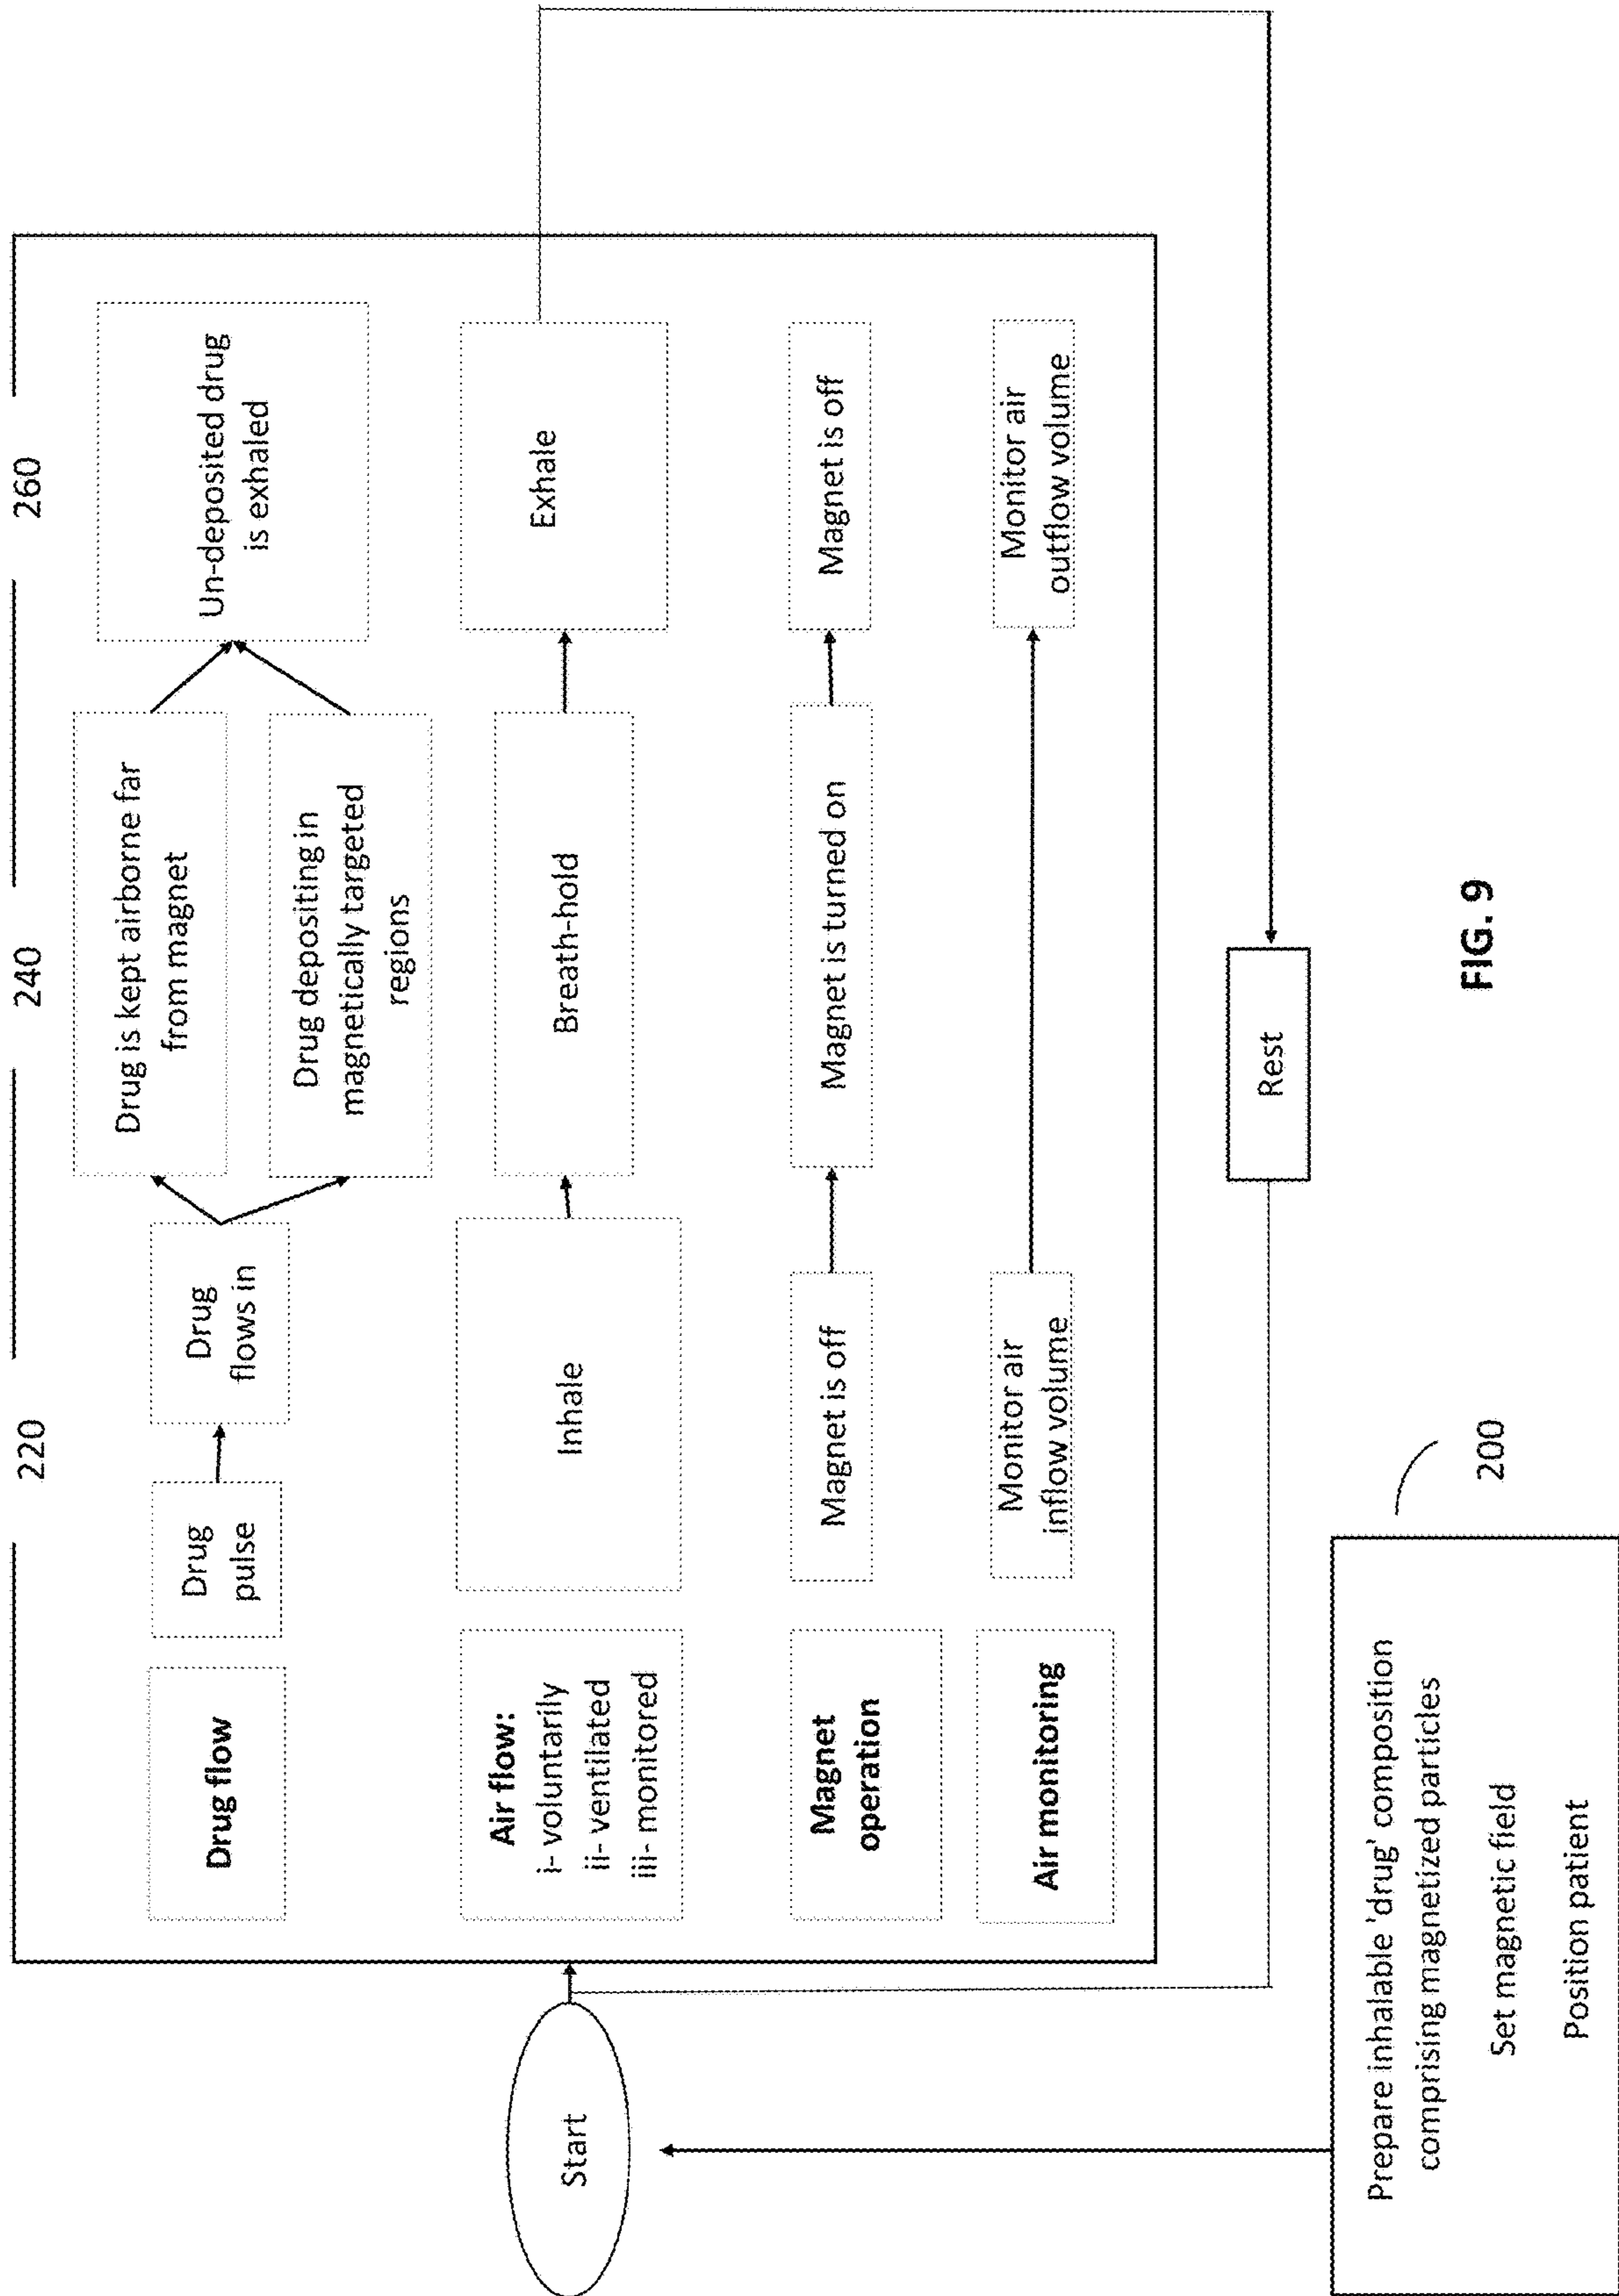 220
240
260
Drug flow
Drug
pulse
Drug
flows in
Drug is kept airborne far
from magnet
Drug depositing in
magnetically targeted
regions
Un-deposited drug
is exhaled
Air flow:
i- voluntarily
ii- ventilated
iii- monitored
Inhale
Breath-hold
Exhale
Magnet
operation
Magnet is off
Magnet is turned on
Magnet is off
Air monitoring
Monitor air
inflow volume
Monitor air
outflow volume
Start
Rest
Prepare inhalable 'drug' composition
comprising magnetized particles
Set magnetic field
Position patient
200
FIG. 9